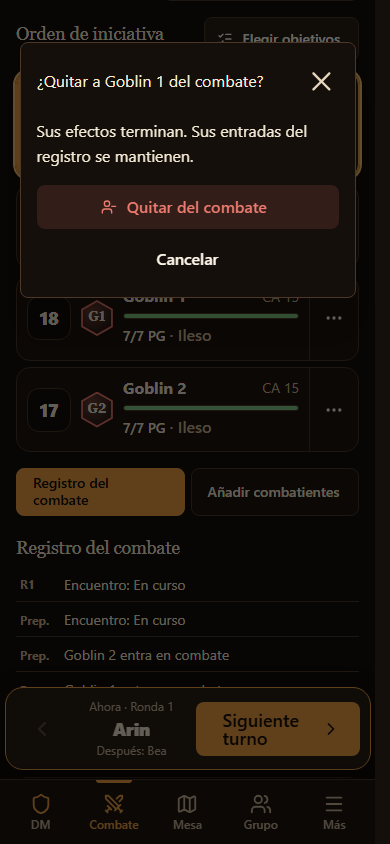 Orden de iniciativa
Elegir objetivos
¿Quitar a Goblin 1 del combate?
Sus efectos terminan. Sus entradas del
registro se mantienen.
Quitar del combate
Cancelar
18
G1
Goblin 1
CA 15
7/7 PG · Ileso
17
G2
Goblin 2
CA 15
7/7 PG · Ileso
Registro del
combate
Añadir combatientes
Registro del combate
R1 Encuentro: En curso
Prep. Encuentro: En curso
Prep. Goblin 2 entra en combate
Ahora · Ronda 1
Arin
Después: Bea
Siguiente
turno
DM
Combate
Mesa
Grupo
Más